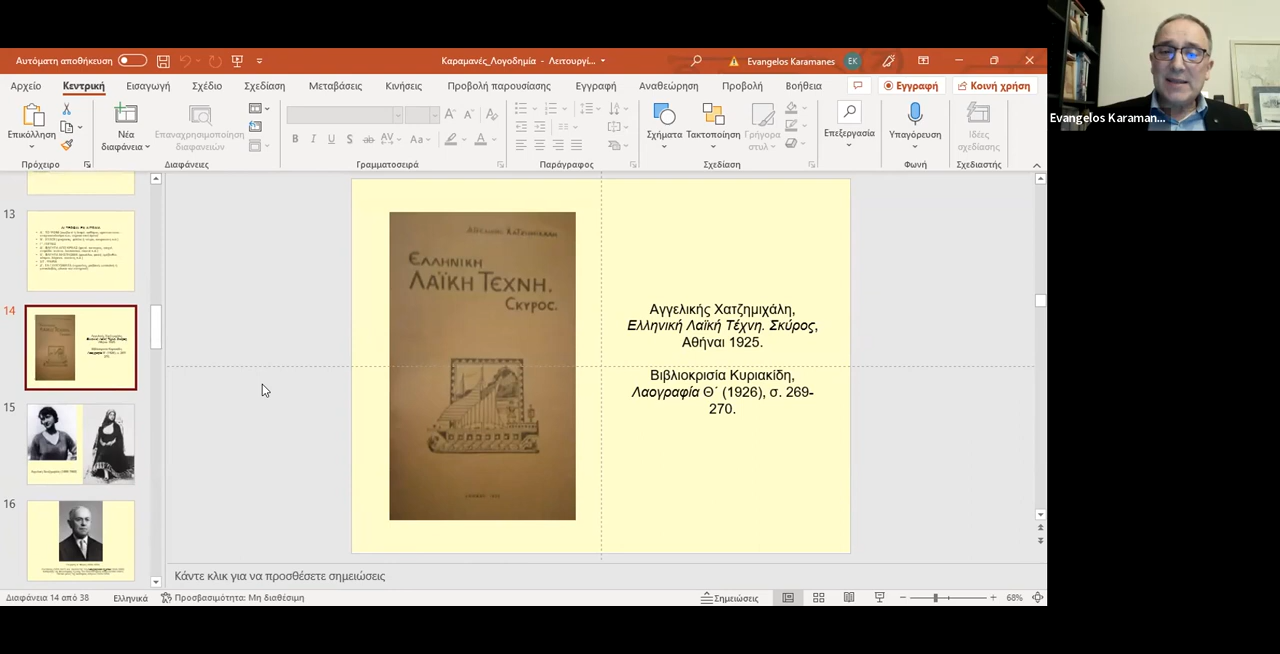 Αυτόματη αποθήκευση
Καραμανές_Λογοδημία - Λειτουργί...
Evangelos Karamanes
EK
Αρχείο
Κεντρική
Εισαγωγή
Σχέδιο
Σχεδίαση
Μεταβάσεις
Κινήσεις
Προβολή παρουσίασης
Εγγραφή
Αναθεώρηση
Προβολή
Βοήθεια
Εγγραφή
Κοινή χρήση
Επικόλληση
Νέα
διαφάνεια
Επαναχρησιμοποίηση
διαφανειών
Σχήματα
Τακτοποίηση
Γρήγορα
στυλ
Επεξεργασία
Υπαγόρευση
Ιδέες
σχεδίασης
Πρόχειρο
Διαφάνειες
Γραμματοσειρά
Παράγραφος
Σχεδίαση
Φωνή
Σχεδιαστής
13
14
15
16
ΑΓΓΕΛΙΚΗΣ ΧΑΤΖΗΜΙΧΑΛΗ
ΕΛΛΗΝΙΚΗ
ΛΑΪΚΗ ΤΕΧΝΗ.
ΣΚΥΡΟΣ.
Αγγελικής Χατζημιχάλη,
Ελληνική Λαϊκή Τέχνη. Σκύρος,
Αθήναι 1925.
Βιβλιοκρισία Κυριακίδη,
Λαογραφία Θ΄ (1926), σ. 269-
270.
Κάντε κλικ για να προσθέσετε σημειώσεις
Διαφάνεια 14 από 38
Ελληνικά
Προσβασιμότητα: Μη διαθέσιμη
Σημειώσεις
68%
Evangelos Karaman...